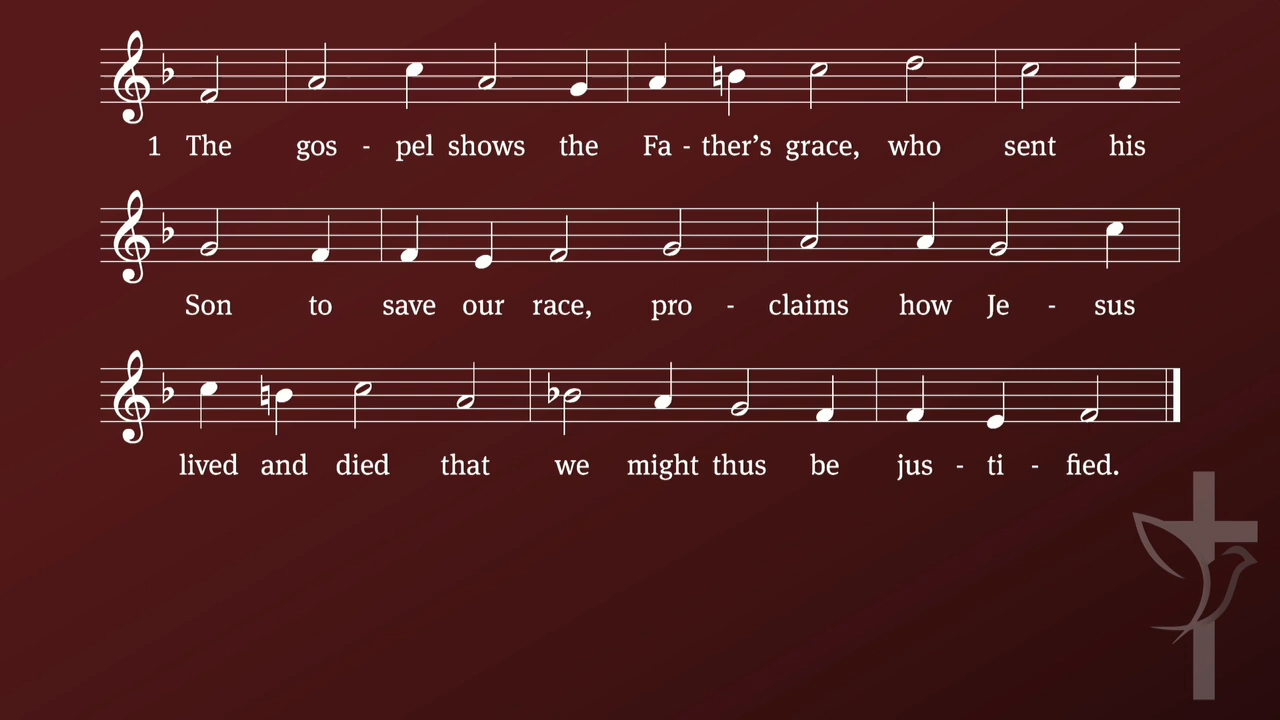 1 The gos - pel shows the Fa - ther’s grace, who sent his
Son to save our race, pro - claims how Je - sus
lived and died that we might thus be jus - ti - fied.